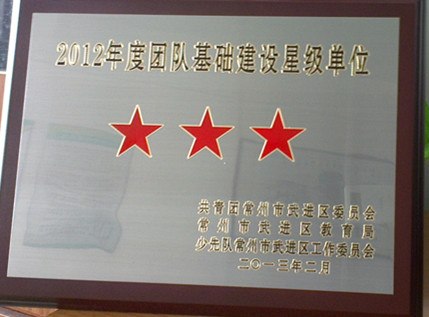 2012年度团队基础建设星级单位
共青团常州市武进区委员会
常州市武进区教育局
少先队常州市武进区工作委员会
二〇一三年二月